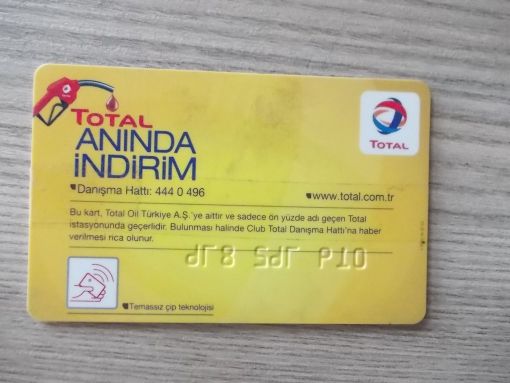 TOTAL
ANINDA
İNDİRİM
Danışma Hattı: 444 0 496
TOTAL
www.total.com.tr
Bu kart, Total Oil Türkiye A.Ş.'ye aittir ve sadece ön yüzde adı geçen Total
istasyonunda geçerlidir. Bulunması halinde Club Total Danışma Hattı'na haber
verilmesi rica olunur.
Temassız çip teknolojisi